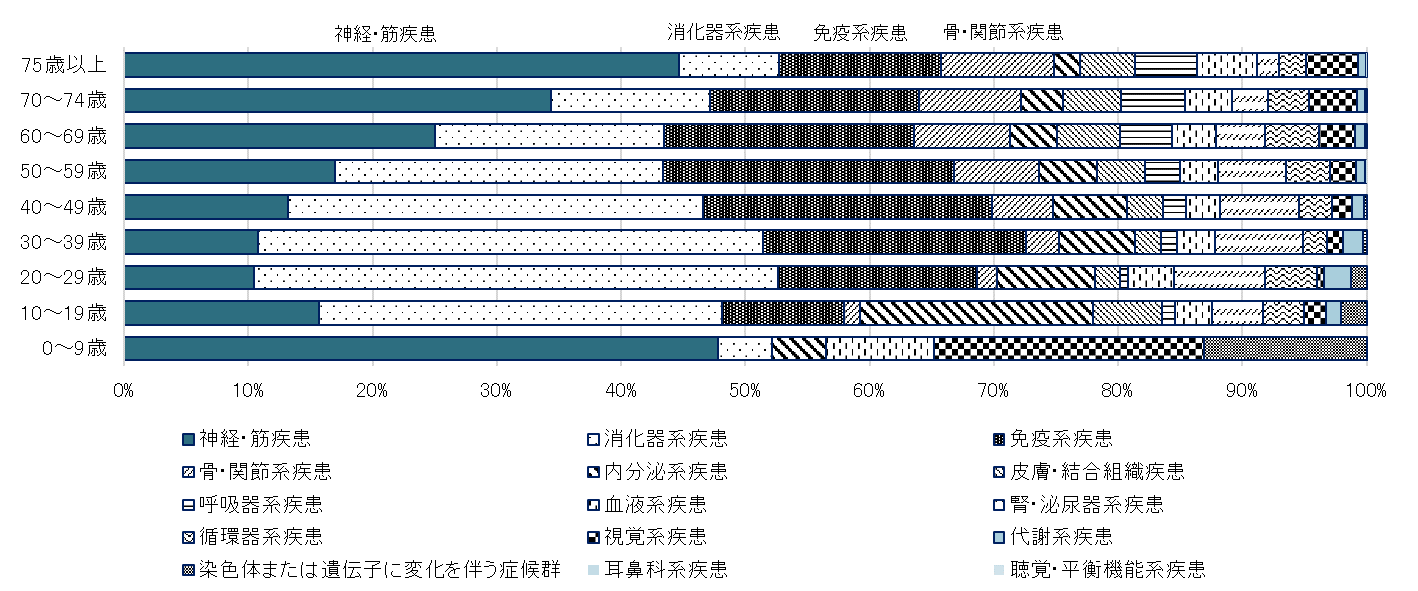 神経・筋疾患 消化器系疾患 免疫系疾患 骨・関節系疾患
75歳以上
70～74歳
60～69歳
50～59歳
40～49歳
30～39歳
20～29歳
10～19歳
0～9歳
0% 10% 20% 30% 40% 50% 60% 70% 80% 90% 100%
神経・筋疾患 消化器系疾患 免疫系疾患
骨・関節系疾患 内分泌系疾患 皮膚・結合組織疾患
呼吸器系疾患 血液系疾患 腎・泌尿器系疾患
循環器系疾患 視覚系疾患 代謝系疾患
染色体または遺伝子に変化を伴う症候群 耳鼻科系疾患 聴覚・平衡機能系疾患